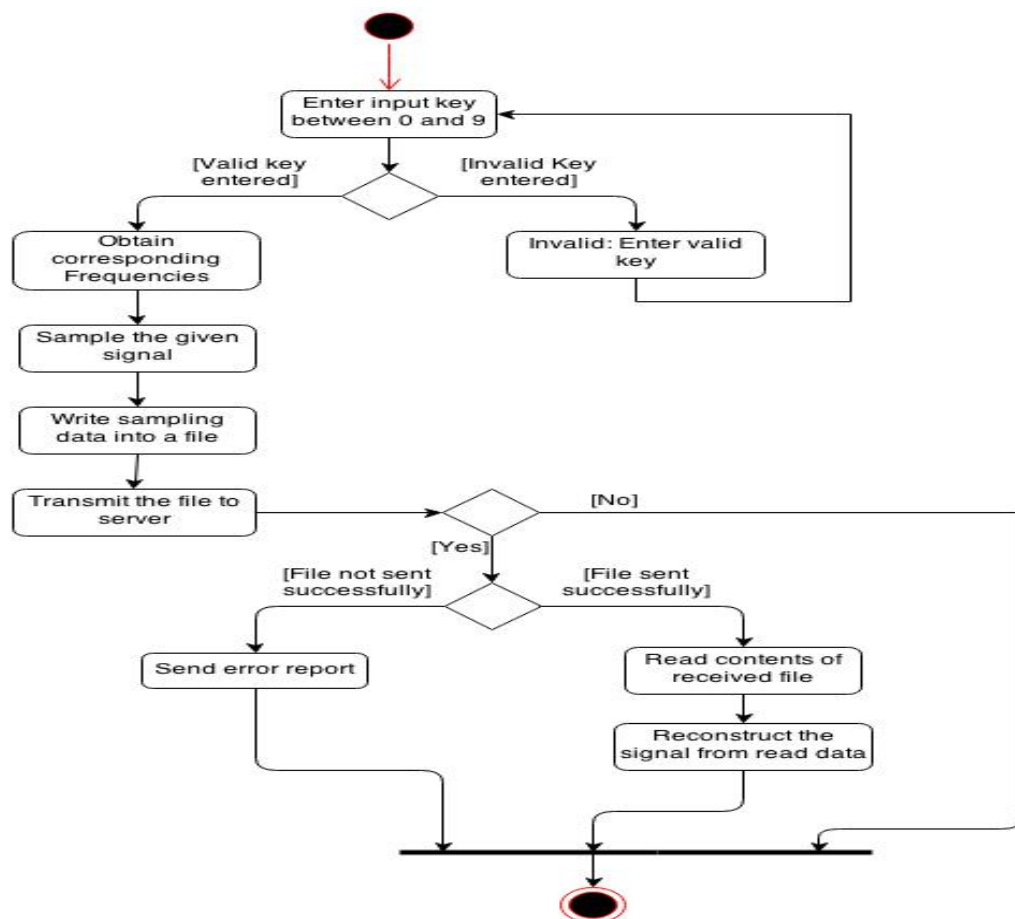 Enter input key
between 0 and 9
[Valid key
entered]
[Invalid Key
entered]
Obtain
corresponding
Frequencies
Invalid: Enter valid
key
Sample the given
signal
Write sampling
data into a file
Transmit the file to
server
[No]
[Yes]
[File not sent
successfully]
[File sent
successfully]
Send error report
Read contents of
received file
Reconstruct the
signal from read data